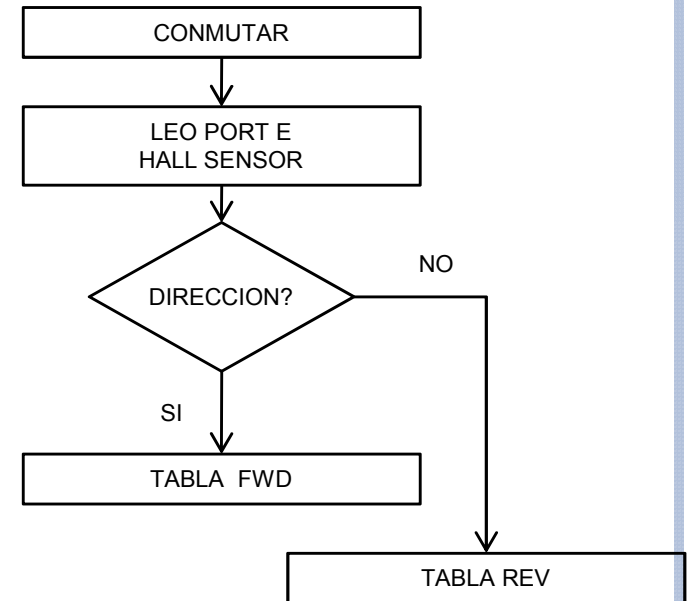 CONMUTAR
LEO PORT E
HALL SENSOR
DIRECCION?
NO
SI
TABLA FWD
TABLA REV